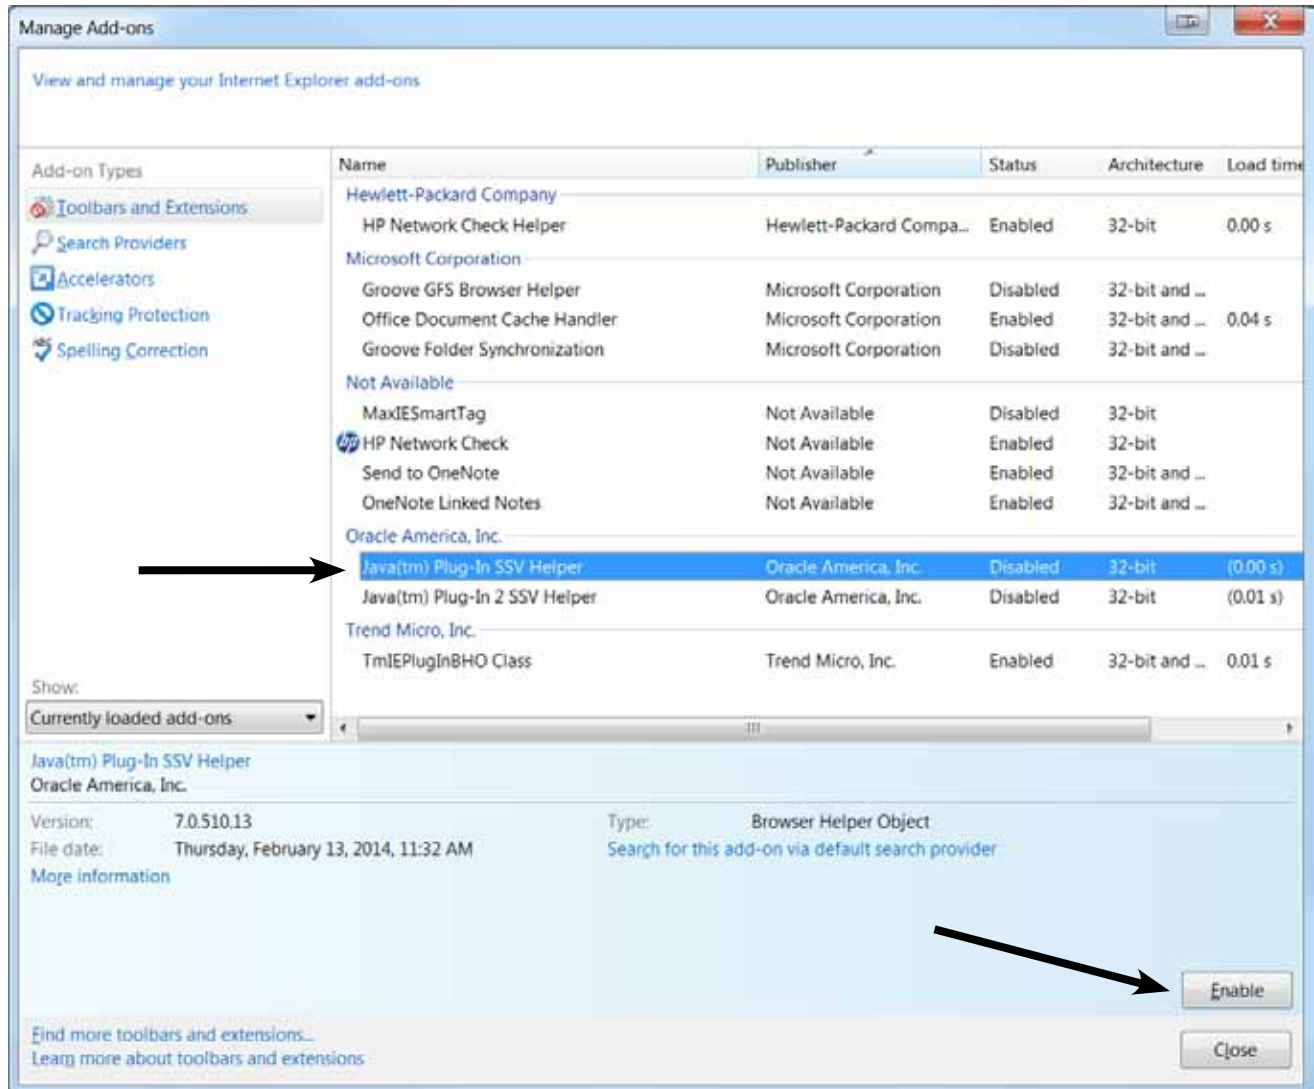 Manage Add-ons
View and manage your Internet Explorer add-ons
Add-on Types
Toolbars and Extensions
Search Providers
Accelerators
Tracking Protection
Spelling Correction
Show:
Currently loaded add-ons
Name Publisher Status Architecture Load time
Hewlett-Packard Company
HP Network Check Helper Hewlett-Packard Compa... Enabled 32-bit 0.00 s
Microsoft Corporation
Groove GFS Browser Helper Microsoft Corporation Disabled 32-bit and ...
Office Document Cache Handler Microsoft Corporation Enabled 32-bit and ... 0.04 s
Groove Folder Synchronization Microsoft Corporation Disabled 32-bit and ...
Not Available
MaxIESmartTag Not Available Disabled 32-bit
hp HP Network Check Not Available Enabled 32-bit
Send to OneNote Not Available Enabled 32-bit and ...
OneNote Linked Notes Not Available Enabled 32-bit and ...
Oracle America, Inc.
Java(tm) Plug-In SSV Helper Oracle America, Inc. Disabled 32-bit (0.00 s)
Java(tm) Plug-In 2 SSV Helper Oracle America, Inc. Disabled 32-bit (0.01 s)
Trend Micro, Inc.
TmIEPlugInBHO Class Trend Micro, Inc. Enabled 32-bit and ... 0.01 s
Java(tm) Plug-In SSV Helper
Oracle America, Inc.
Version: 7.0.510.13 Type: Browser Helper Object
File date: Thursday, February 13, 2014, 11:32 AM Search for this add-on via default search provider
More information
Enable
Find more toolbars and extensions...
Learn more about toolbars and extensions
Close